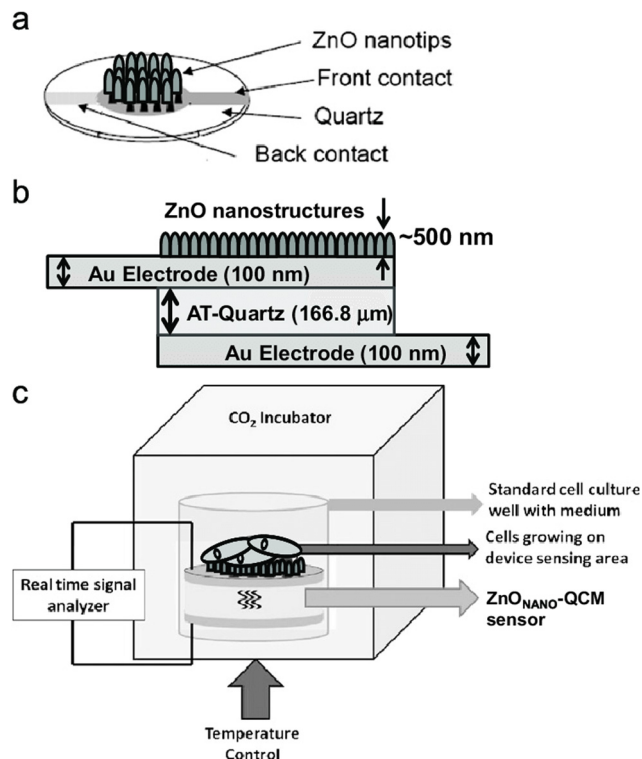 a
ZnO nanotips
Front contact
Quartz
Back contact
b
ZnO nanostructures
~500 nm
Au Electrode (100 nm)
AT-Quartz (166.8 μm)
Au Electrode (100 nm)
c
CO₂ Incubator
Standard cell culture
well with medium
Cells growing on
device sensing area
Real time signal
analyzer
ZnO_NANO-QCM
sensor
Temperature
Control